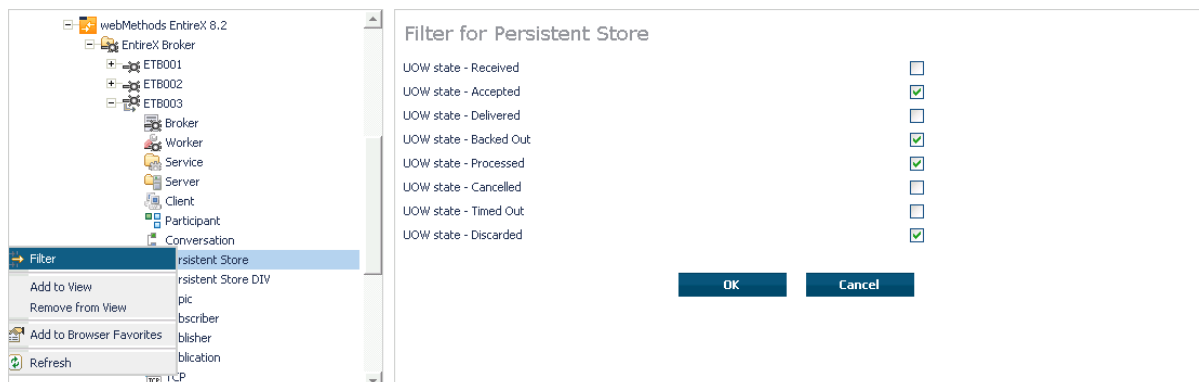 webMethods EntireX 8.2
EntireX Broker
ETB001
ETB002
ETB003
Broker
Worker
Service
Server
Client
Participant
Conversation
rsistent Store
rsistent Store DIV
pic
bscriber
blisher
blication
TCP
Filter
Add to View
Remove from View
Add to Browser Favorites
Refresh
Filter for Persistent Store
UOW state - Received
UOW state - Accepted
UOW state - Delivered
UOW state - Backed Out
UOW state - Processed
UOW state - Cancelled
UOW state - Timed Out
UOW state - Discarded
OK Cancel